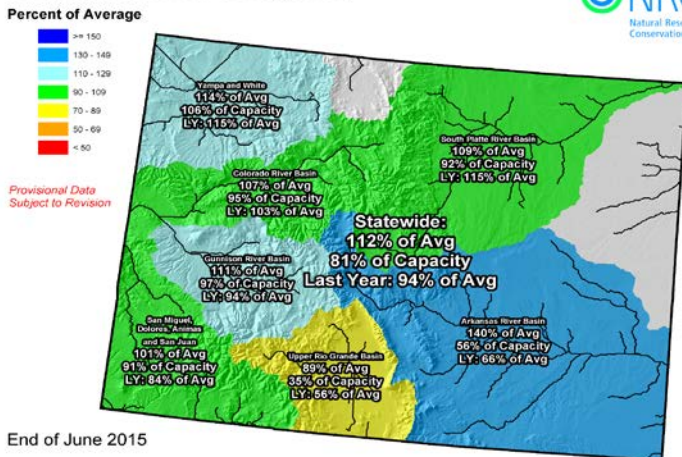 Percent of Average
>= 150
130 - 149
110 - 129
90 - 109
70 - 89
50 - 69
< 50
Provisional Data
Subject to Revision
Natural
Conservation
Yampa and White
114% of Avg
106% of Capacity
LY: 115% of Avg
South Platte River Basin
109% of Avg
92% of Capacity
LY: 115% of Avg
Colorado River Basin
107% of Avg
95% of Capacity
LY: 103% of Avg
Statewide:
112% of Avg
81% of Capacity
Last Year: 94% of Avg
Gunnison River Basin
111% of Avg
97% of Capacity
LY: 94% of Avg
San Miguel,
Dolores, Animas
and San Juan
101% of Avg
91% of Capacity
LY: 84% of Avg
Upper Rio Grande Basin
89% of Avg
35% of Capacity
LY: 56% of Avg
Arkansas River Basin
140% of Avg
56% of Capacity
LY: 66% of Avg
End of June 2015